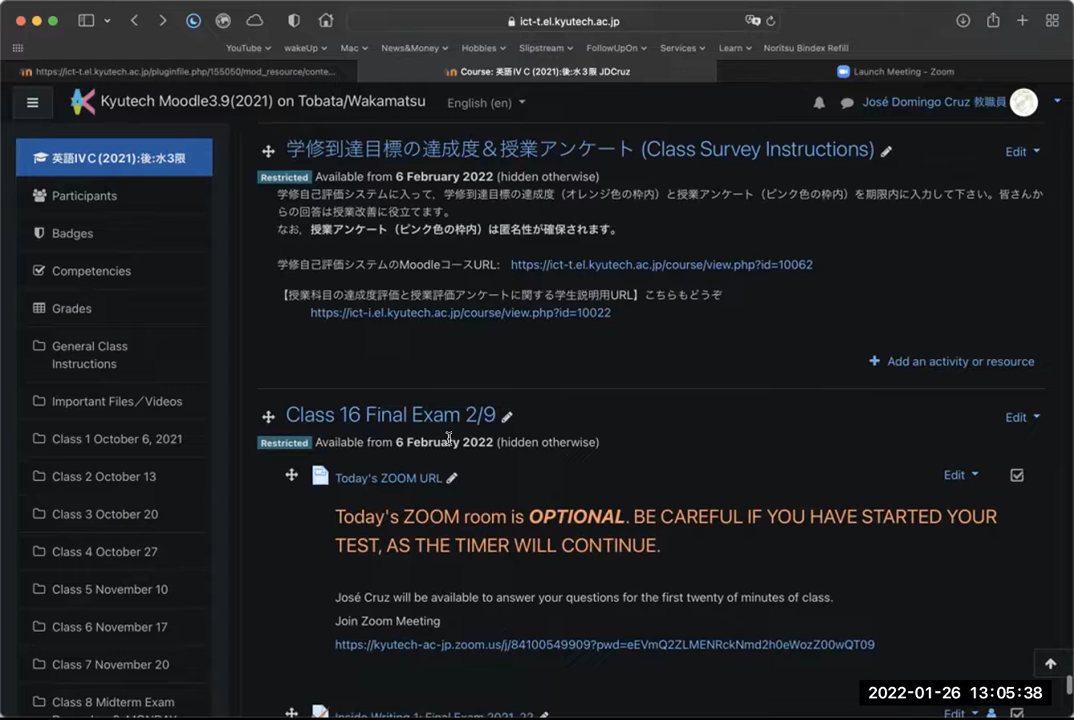 ict-t.el.kyutech.ac.jp
YouTube wakeUp Mac News&Money Hobbies Slipstream FollowUpOn Services Learn Noritsu Bindex Refill
https://ict-t.el.kyutech.ac.jp/pluginfile.php/155050/mod_resource/conte...
Course: 英語Ⅳ C (2021):後:水3限 JDCruz
Launch Meeting - Zoom
Kyutech Moodle3.9(2021) on Tobata/Wakamatsu
English (en)
José Domingo Cruz 教職員
英語Ⅳ C (2021):後:水3限
Participants
Badges
Competencies
Grades
General Class
Instructions
Important Files／Videos
Class 1 October 6, 2021
Class 2 October 13
Class 3 October 20
Class 4 October 27
Class 5 November 10
Class 6 November 17
Class 7 November 20
Class 8 Midterm Exam
学修到達目標の達成度＆授業アンケート (Class Survey Instructions)
Edit
Restricted Available from 6 February 2022 (hidden otherwise)
学修自己評価システムに入って，学修到達目標の達成度（オレンジ色の枠内）と授業アンケート（ピンク色の枠内）を期限内に入力して下さい。皆さんか
らの回答は授業改善に役立てます。
なお，授業アンケート（ピンク色の枠内）は匿名性が確保されます。
学修自己評価システムのMoodleコースURL: https://ict-t.el.kyutech.ac.jp/course/view.php?id=10062
【授業科目の達成度評価と授業評価アンケートに関する学生説明用URL】こちらもどうぞ
https://ict-i.el.kyutech.ac.jp/course/view.php?id=10022
Add an activity or resource
Class 16 Final Exam 2/9
Edit
Restricted Available from 6 February 2022 (hidden otherwise)
Today's ZOOM URL
Edit
Today's ZOOM room is OPTIONAL. BE CAREFUL IF YOU HAVE STARTED YOUR
TEST, AS THE TIMER WILL CONTINUE.
José Cruz will be available to answer your questions for the first twenty of minutes of class.
Join Zoom Meeting
https://kyutech-ac-jp.zoom.us/j/84100549909?pwd=eEVmQ2ZLMENRckNmd2h0eWozZ00wQT09
Inside Writing 1: Final Exam 2021-22
Edit
2022-01-26 13:05:38